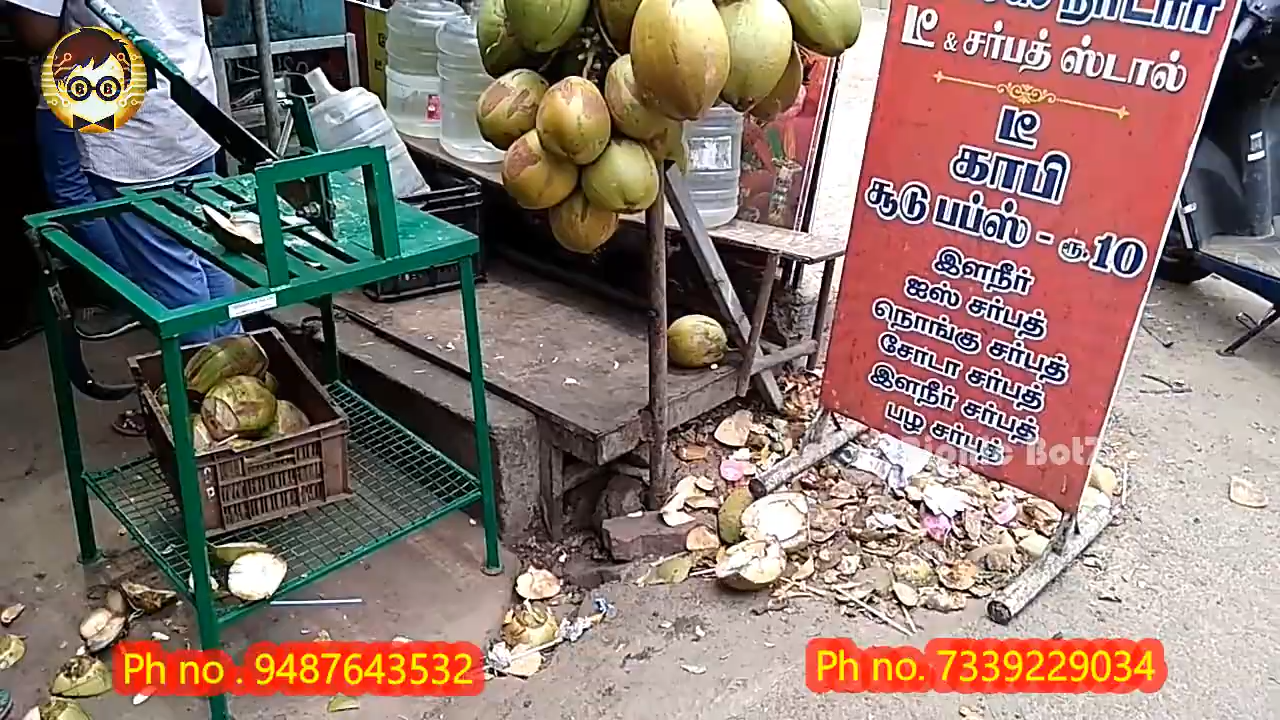 நாடார்
டீ & சர்பத் ஸ்டால்
டீ
காபி
சூடு பப்ஸ் - ரூ. 10
இளநீர்
ஐஸ் சர்பத்
நொங்கு சர்பத்
சோடா சர்பத்
இளநீர் சர்பத்
பழ சர்பத்
Ph no . 9487643532
Ph no. 7339229034